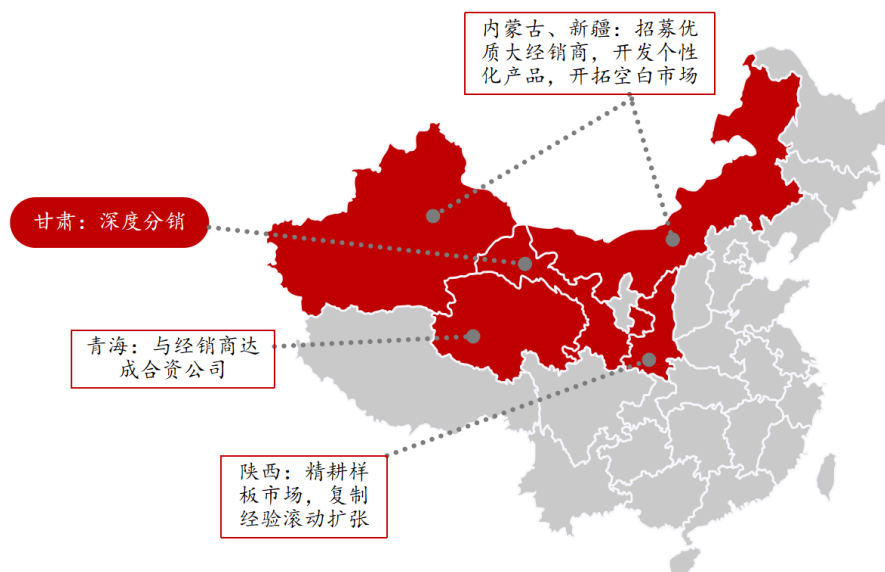 内蒙古、新疆：招募优
质大经销商，开发个性
化产品，开拓空白市场
甘肃：深度分销
青海：与经销商达
成合资公司
陕西：精耕样
板市场，复制
经验滚动扩张